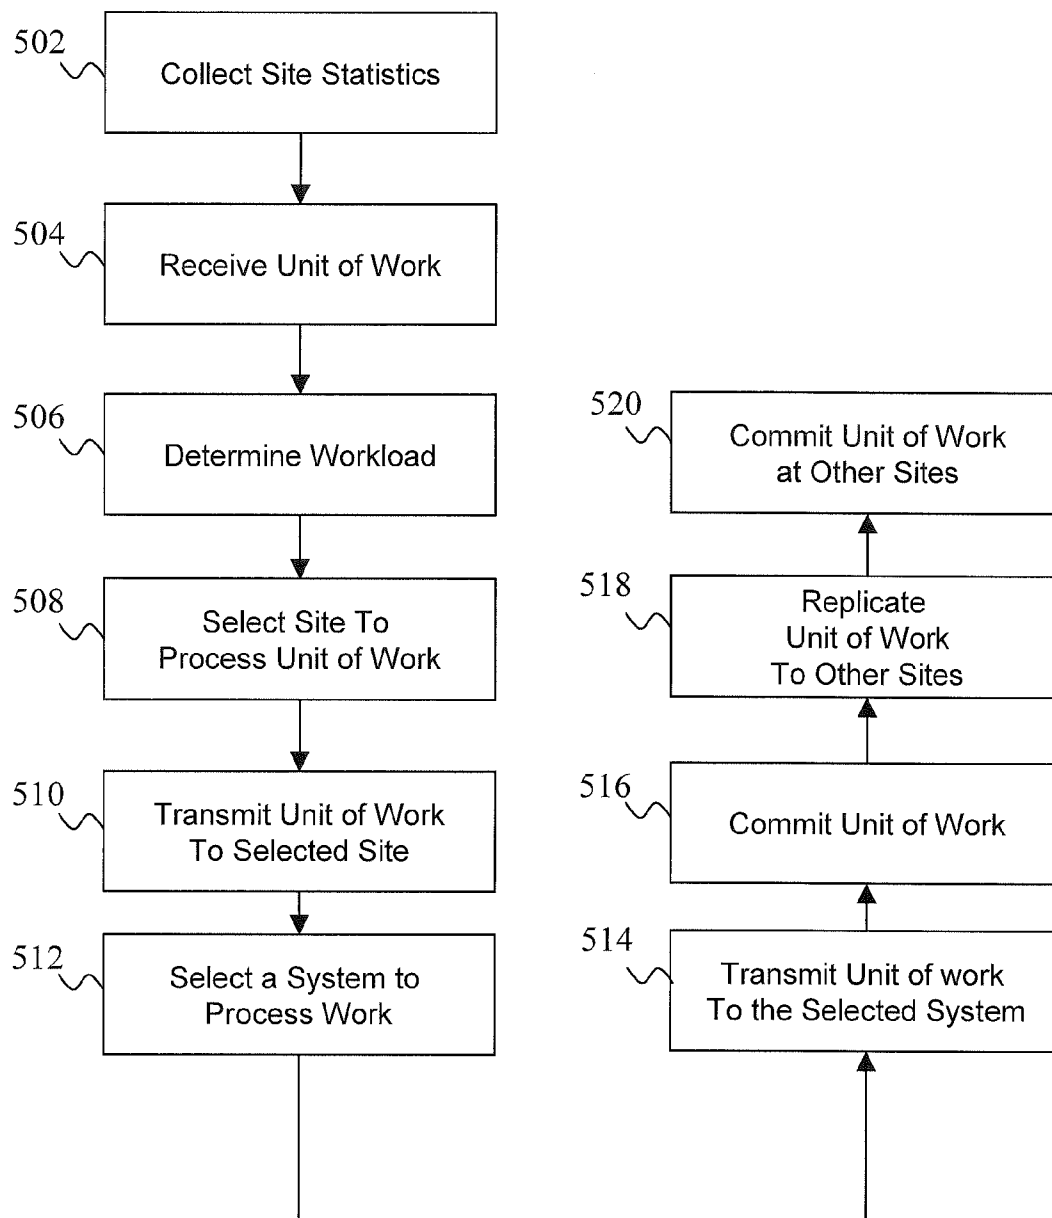 502
Collect Site Statistics
504
Receive Unit of Work
506
Determine Workload
508
Select Site To
Process Unit of Work
510
Transmit Unit of Work
To Selected Site
512
Select a System to
Process Work
514
Transmit Unit of work
To the Selected System
516
Commit Unit of Work
518
Replicate
Unit of Work
To Other Sites
520
Commit Unit of Work
at Other Sites